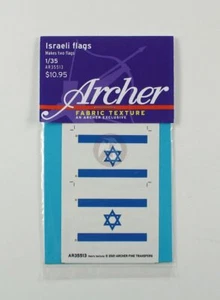 Israeli flags
Makes two flags
1/35
AR35513
$10.95
Archer
FABRIC TEXTURE
AN ARCHER EXCLUSIVE
AR35513